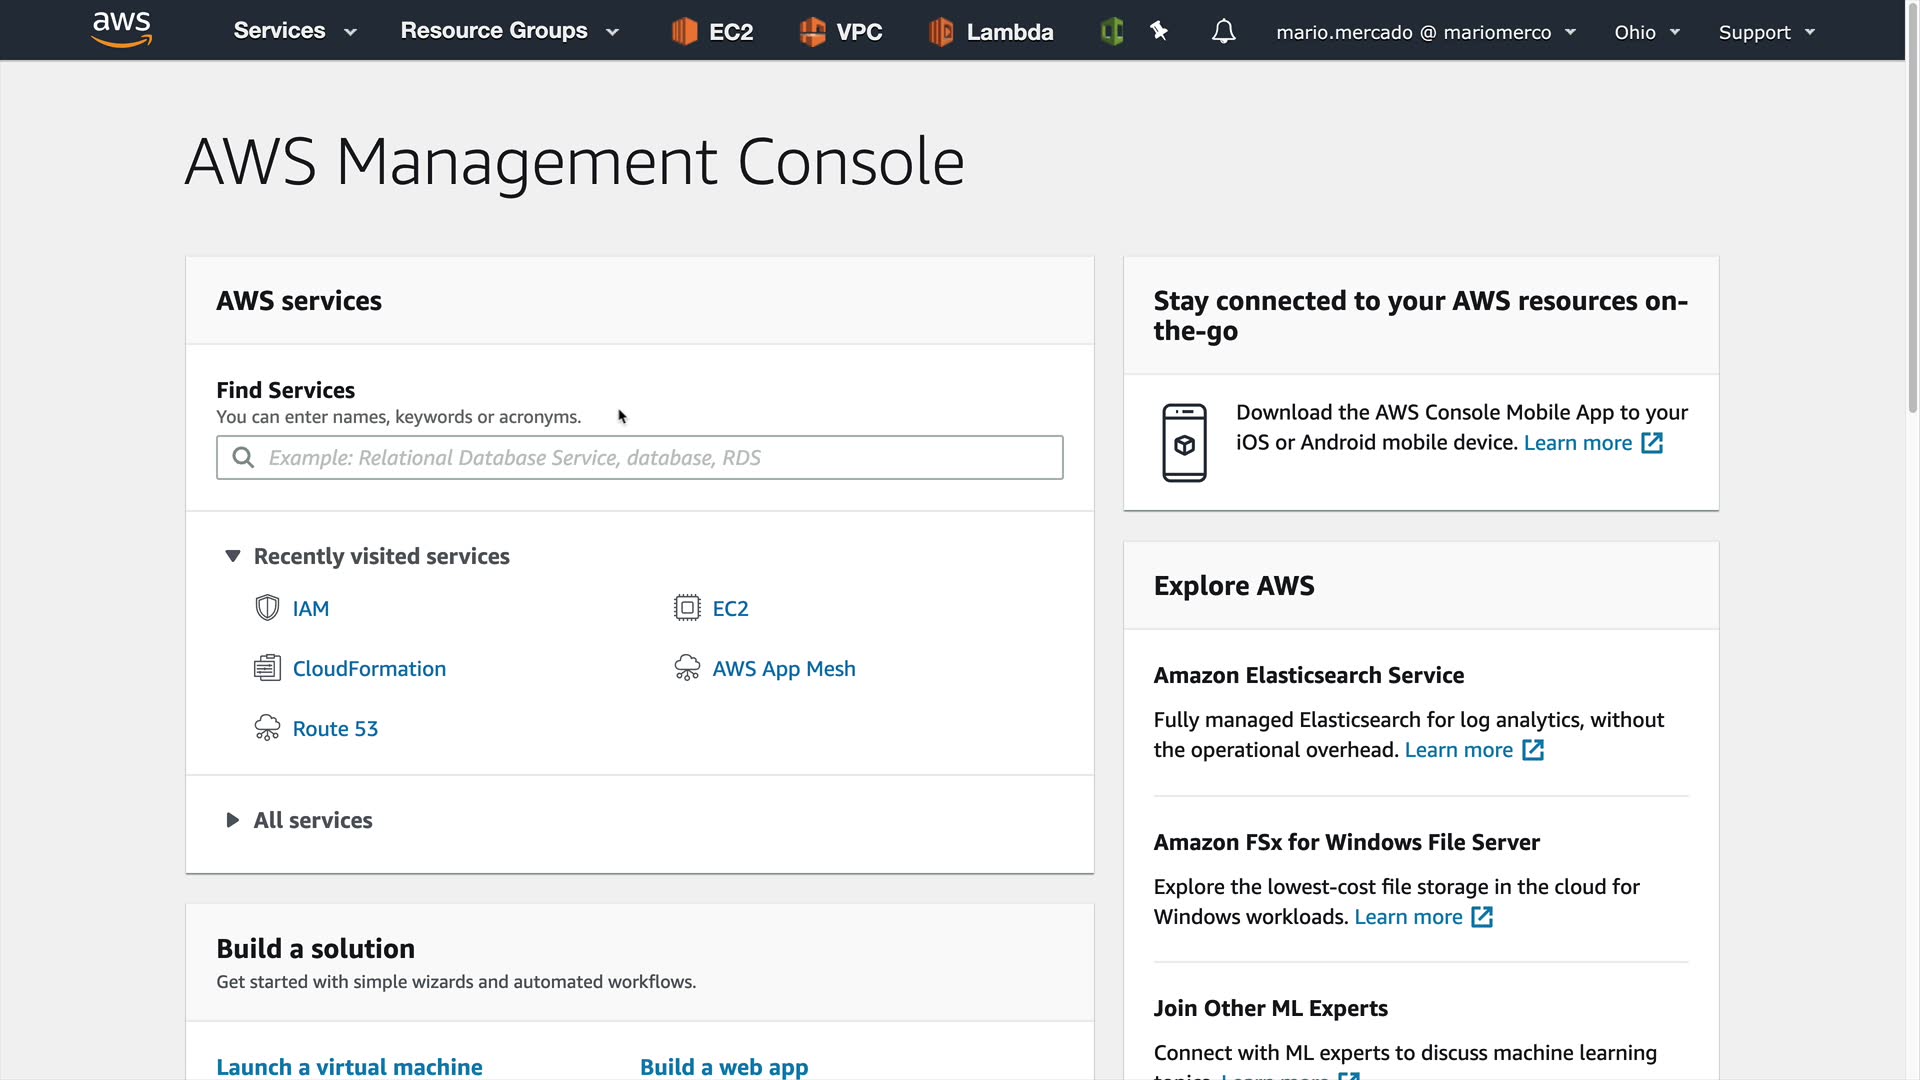 aws Services Resource Groups EC2 VPC Lambda mario.mercado @ mariomerco Ohio Support
AWS Management Console
AWS services
Find Services
You can enter names, keywords or acronyms.
Example: Relational Database Service, database, RDS
Recently visited services
IAM EC2
CloudFormation AWS App Mesh
Route 53
All services
Build a solution
Get started with simple wizards and automated workflows.
Launch a virtual machine Build a web app
Stay connected to your AWS resources on-
the-go
Download the AWS Console Mobile App to your
iOS or Android mobile device. Learn more
Explore AWS
Amazon Elasticsearch Service
Fully managed Elasticsearch for log analytics, without
the operational overhead. Learn more
Amazon FSx for Windows File Server
Explore the lowest-cost file storage in the cloud for
Windows workloads. Learn more
Join Other ML Experts
Connect with ML experts to discuss machine learning
topics. Learn more